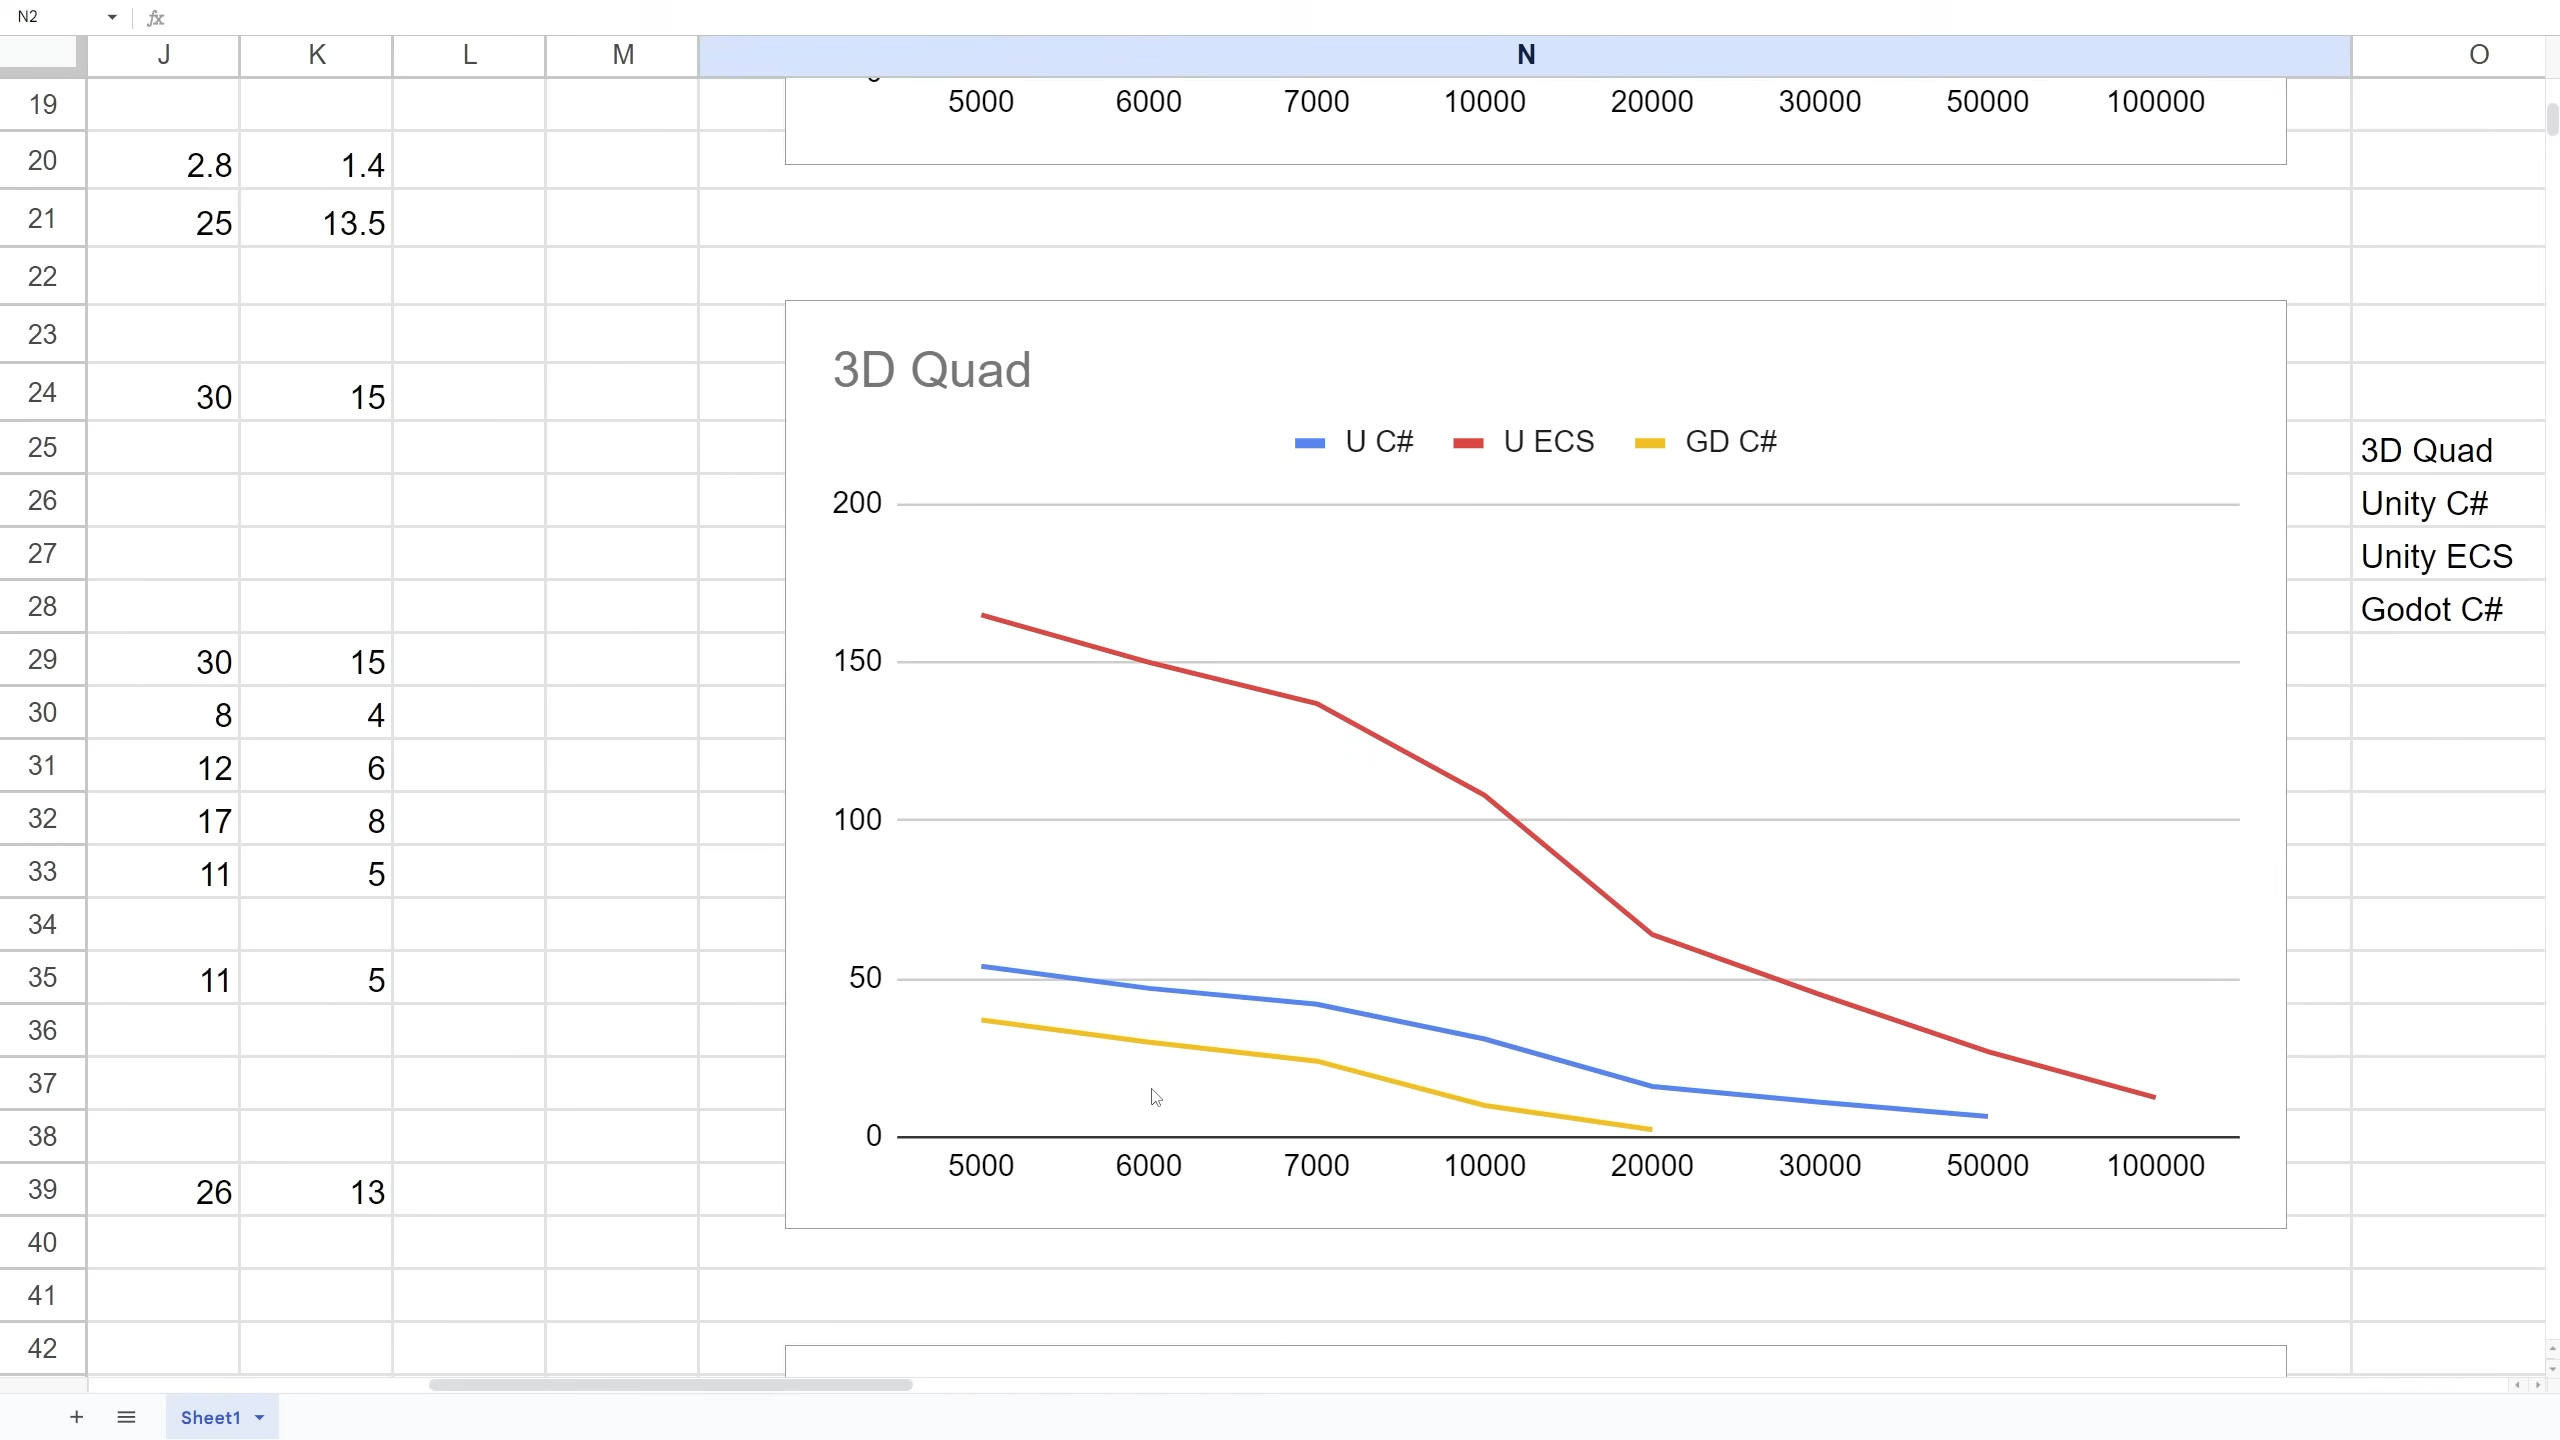 N2
fx
J K L M N O
19
5000 6000 7000 10000 20000 30000 50000 100000
20 2.8 1.4
21 25 13.5
22
23
3D Quad
24 30 15
U C# U ECS GD C#
25 3D Quad
26 Unity C#
27 Unity ECS
28 Godot C#
29 30 15
30 8 4
31 12 6
32 17 8
33 11 5
34
35 11 5
36
37
38
39 26 13
40
41
42
200
150
100
50
0
5000 6000 7000 10000 20000 30000 50000 100000
Sheet1